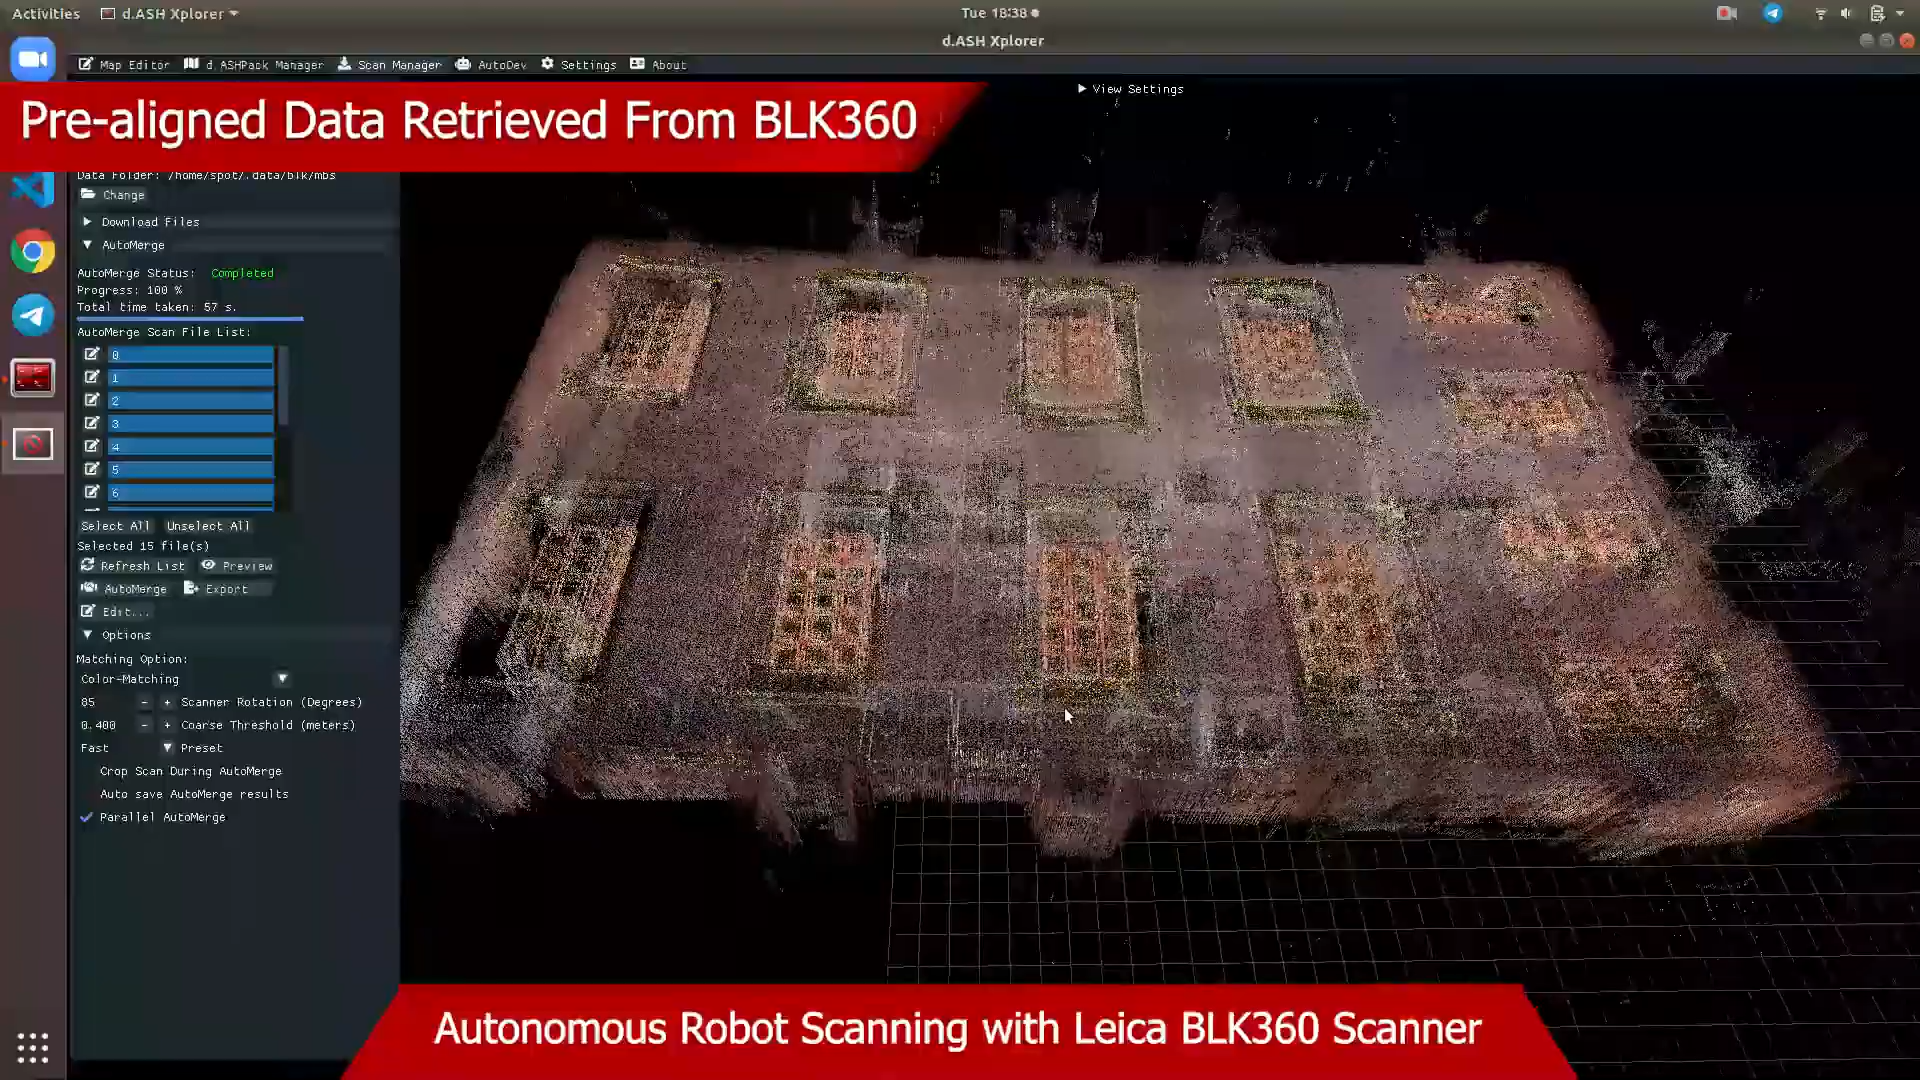 Activities
d.ASH Xplorer
Tue 18:38
d.ASH Xplorer
Map Editor
d.ASHPack Manager
Scan Manager
AutoDev
Settings
About
Pre-aligned Data Retrieved From BLK360
View Settings
Data Folder: /home/spot/.data/blk/mbs
Change
Download Files
AutoMerge
AutoMerge Status: Completed
Progress: 100 %
Total time taken: 57 s.
AutoMerge Scan File List:
0
1
2
3
4
5
6
Select All Unselect All
Selected 15 file(s)
Refresh List Preview
AutoMerge Export
Edit...
Options
Matching Option:
Color-Matching
85 - + Scanner Rotation (Degrees)
0.400 - + Coarse Threshold (meters)
Fast Preset
Crop Scan During AutoMerge
Auto save AutoMerge results
Parallel AutoMerge
Autonomous Robot Scanning with Leica BLK360 Scanner